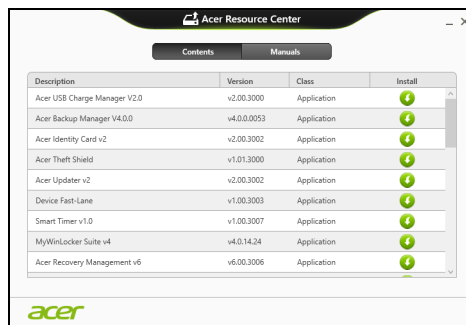 Acer Resource Center
Contents Manuals
Description Version Class Install
Acer USB Charge Manager V2.0 v2.00.3000 Application
Acer Backup Manager V4.0.0 v4.0.0.0053 Application
Acer Identity Card v2 v2.00.3002 Application
Acer Theft Shield v1.01.3000 Application
Acer Updater v2 v2.00.3002 Application
Device Fast-Lane v1.00.3003 Application
Smart Timer v1.0 v1.00.3007 Application
MyWinLocker Suite v4 v4.0.14.24 Application
Acer Recovery Management v6 v6.00.3006 Application
acer